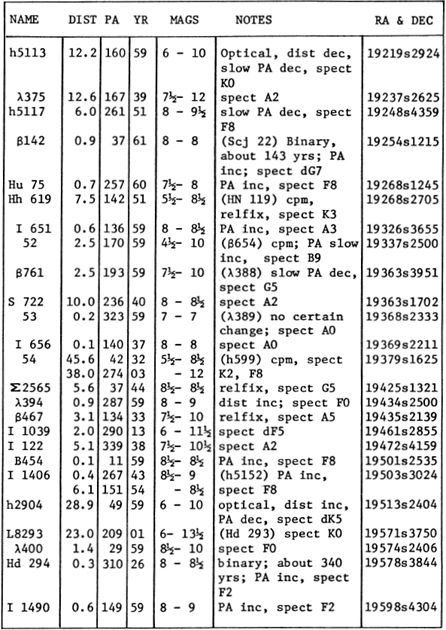 NAME DIST PA YR MAGS NOTES RA & DEC
h5113 12.2 160 59 6 - 10 Optical, dist dec, 19219s2924
slow PA dec, spect
K0
λ375 12.6 167 39 7½- 12 spect A2 19237s2625
h5117 6.0 261 51 8 - 9½ slow PA dec, spect 19248s4359
F8
β142 0.9 37 61 8 - 8 (Scj 22) Binary, 19254s1215
about 143 yrs; PA
inc; spect dG7
Hu 75 0.7 257 60 7½- 8 PA inc, spect F8 19268s1245
Hh 619 7.5 142 51 5½- 8½ (HN 119) cpm, 19268s2705
relfix, spect K3
I 651 0.6 136 59 8 - 8½ PA inc, spect A3 19326s3655
52 2.5 170 59 4½- 10 (β654) cpm; PA slow 19337s2500
inc, spect B9
β761 2.5 193 59 7½- 10 (λ388) slow PA dec, 19363s3951
spect G5
S 722 10.0 236 40 8 - 8½ spect A2 19363s1702
53 0.2 323 59 7 - 7 (λ389) no certain 19368s2333
change; spect A0
I 656 0.1 140 37 8 - 8 spect A0 19369s2211
54 45.6 42 32 5½- 8½ (h599) cpm, spect 19379s1625
38.0 274 03 - 12 K2, F8
Σ2565 5.6 37 44 8½- 8½ relfix, spect G5 19425s1321
λ394 0.9 287 59 8 - 9 dist inc; spect F0 19434s2500
β467 3.1 134 33 7½- 10 relfix, spect A5 19435s2139
I 1039 2.0 290 13 6 - 11½ spect dF5 19461s2855
I 122 5.1 339 38 7½- 10½ spect A2 19472s4159
B454 0.1 11 59 8½- 8½ PA inc, spect F8 19501s2535
I 1406 0.4 267 43 8½- 9 (h5152) PA inc, 19503s3024
6.1 151 54 - 8½ spect F8
h2904 28.9 49 59 6 - 10 optical, dist inc, 19513s2404
PA dec, spect dK5
L8293 23.0 209 01 6- 13½ (Hd 293) spect K0 19571s3750
λ400 1.4 29 59 8½- 10 spect F0 19574s2406
Hd 294 0.3 310 26 8 - 8½ binary; about 340 19578s3844
yrs; PA inc, spect
F2
I 1490 0.6 149 59 8 - 9 PA inc, spect F2 19598s4304